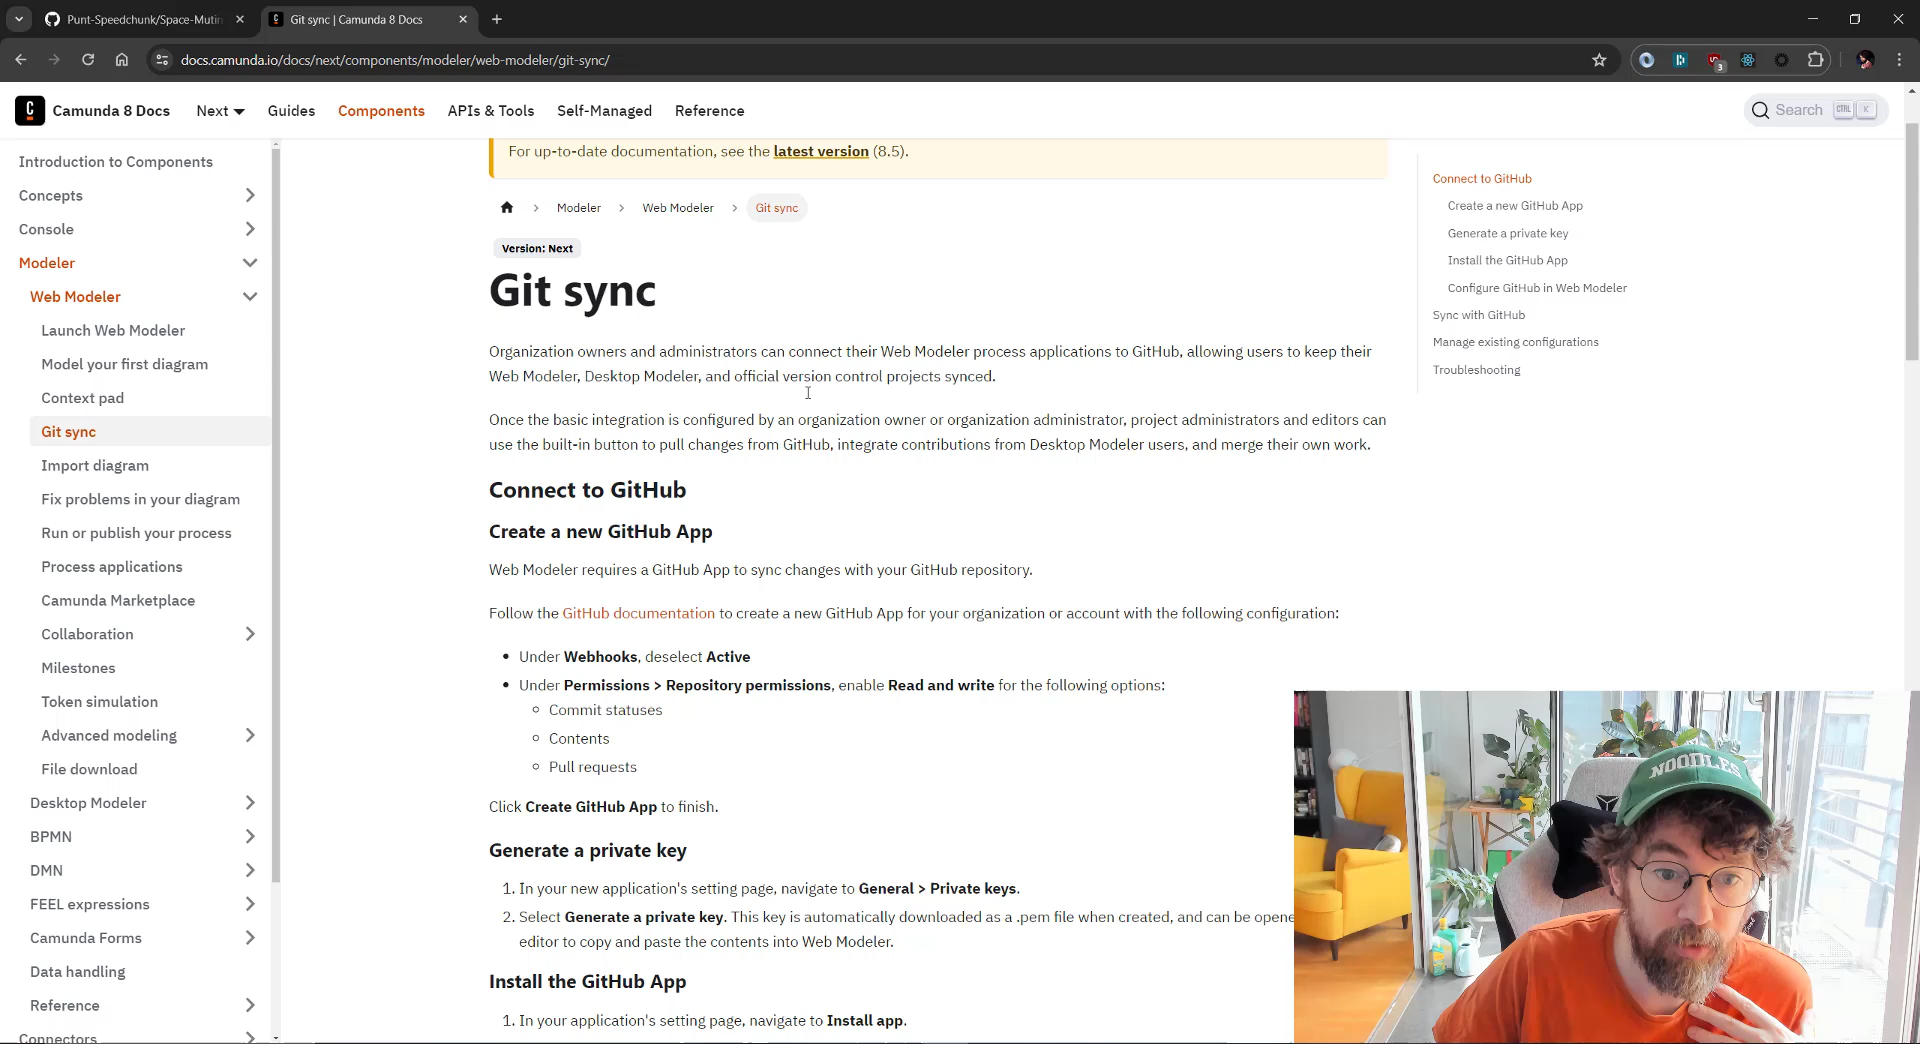 Punt-Speedchunk/Space-Mutin
Git sync | Camunda 8 Docs
docs.camunda.io/docs/next/components/modeler/web-modeler/git-sync/
3
Camunda 8 Docs
Next
Guides
Components
APIs & Tools
Self-Managed
Reference
Search
CTRL
K
Introduction to Components
Concepts
Console
Modeler
Web Modeler
Launch Web Modeler
Model your first diagram
Context pad
Git sync
Import diagram
Fix problems in your diagram
Run or publish your process
Process applications
Camunda Marketplace
Collaboration
Milestones
Token simulation
Advanced modeling
File download
Desktop Modeler
BPMN
DMN
FEEL expressions
Camunda Forms
Data handling
Reference
Connectors
For up-to-date documentation, see the latest version (8.5).
Modeler
Web Modeler
Git sync
Version: Next
Git sync
Organization owners and administrators can connect their Web Modeler process applications to GitHub, allowing users to keep their
Web Modeler, Desktop Modeler, and official version control projects synced.
Once the basic integration is configured by an organization owner or organization administrator, project administrators and editors can
use the built-in button to pull changes from GitHub, integrate contributions from Desktop Modeler users, and merge their own work.
Connect to GitHub
Create a new GitHub App
Web Modeler requires a GitHub App to sync changes with your GitHub repository.
Follow the GitHub documentation to create a new GitHub App for your organization or account with the following configuration:
• Under Webhooks, deselect Active
• Under Permissions > Repository permissions, enable Read and write for the following options:
Commit statuses
Contents
Pull requests
Click Create GitHub App to finish.
Generate a private key
1. In your new application's setting page, navigate to General > Private keys.
2. Select Generate a private key. This key is automatically downloaded as a .pem file when created, and can be opene
editor to copy and paste the contents into Web Modeler.
Install the GitHub App
1. In your application's setting page, navigate to Install app.
Connect to GitHub
Create a new GitHub App
Generate a private key
Install the GitHub App
Configure GitHub in Web Modeler
Sync with GitHub
Manage existing configurations
Troubleshooting
NOODLES